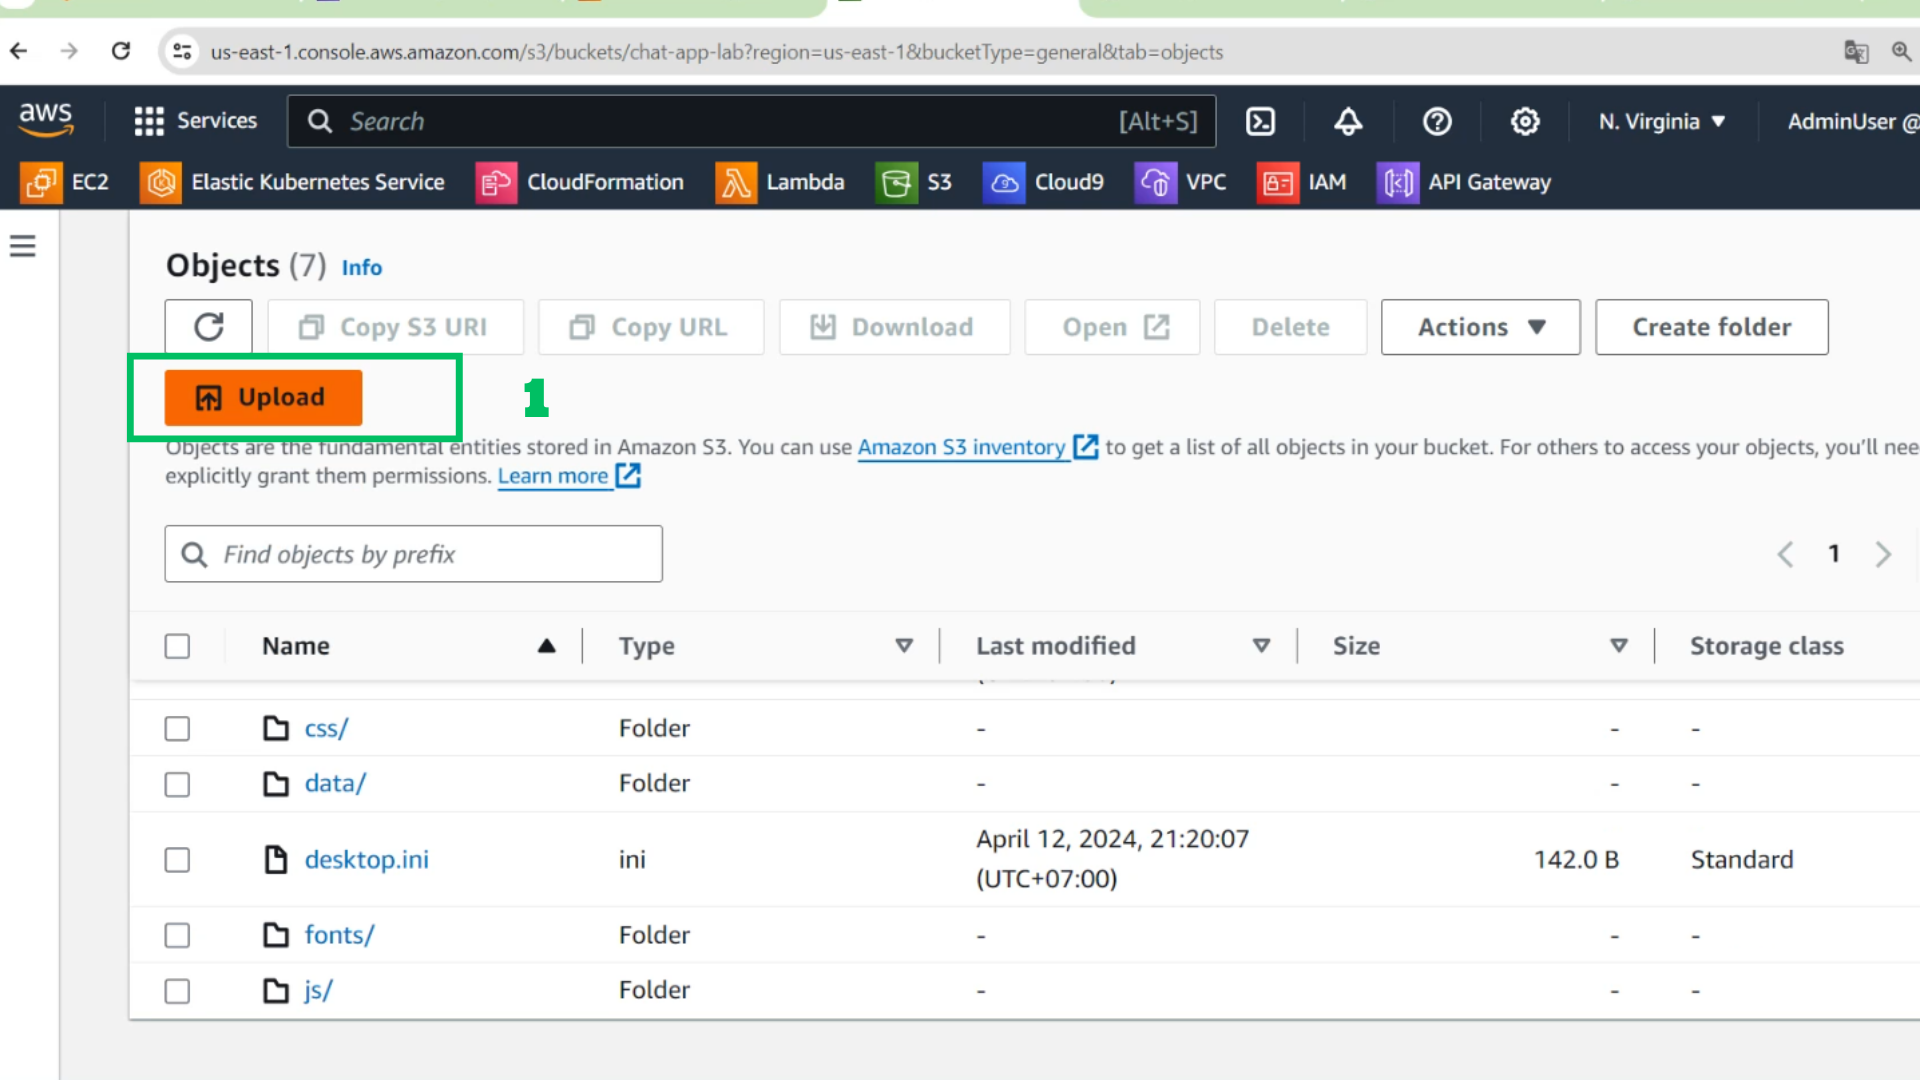 us-east-1.console.aws.amazon.com/s3/buckets/chat-app-lab?region=us-east-1&bucketType=general&tab=objects
aws Services Search [Alt+S] N. Virginia ▼ AdminUser @
EC2 Elastic Kubernetes Service CloudFormation Lambda S3 Cloud9 VPC IAM API Gateway
Objects (7) Info
Copy S3 URI Copy URL Download Open Delete Actions ▼ Create folder
Upload 1
Objects are the fundamental entities stored in Amazon S3. You can use Amazon S3 inventory to get a list of all objects in your bucket. For others to access your objects, you'll nee
explicitly grant them permissions. Learn more
Find objects by prefix 1
Name Type Last modified Size Storage class
css/ Folder - - -
data/ Folder - - -
desktop.ini ini April 12, 2024, 21:20:07 (UTC+07:00) 142.0 B Standard
fonts/ Folder - - -
js/ Folder - - -